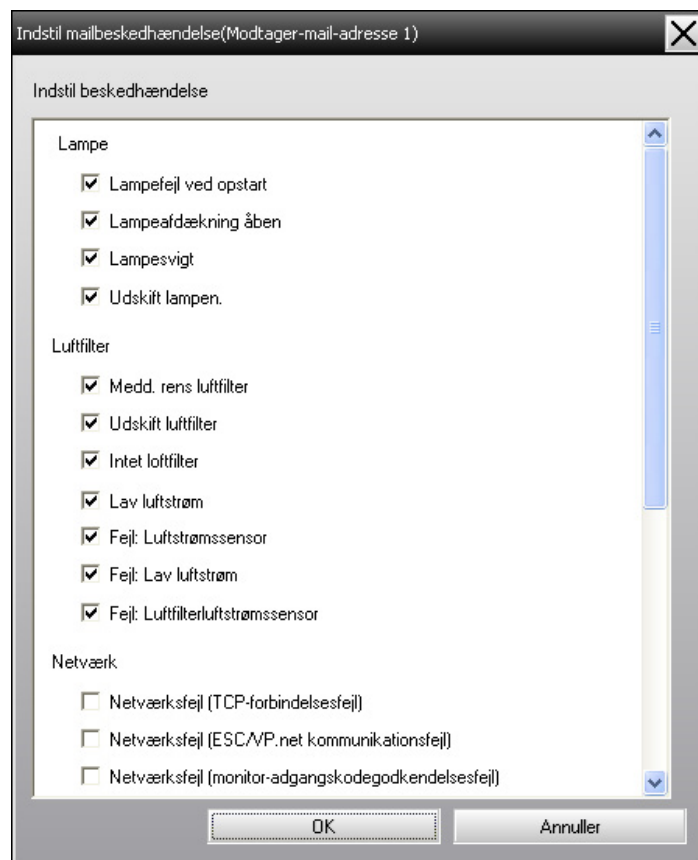 Indstil mailbeskedhændelse(Modtager-mail-adresse 1)
Indstil beskedhændelse
Lampe
Lampefejl ved opstart
Lampeafdækning åben
Lampesvigt
Udskift lampen.
Luftfilter
Medd. rens luftfilter
Udskift luftfilter
Intet loftfilter
Lav luftstrøm
Fejl: Luftstrømssensor
Fejl: Lav luftstrøm
Fejl: Luftfilterluftstrømssensor
Netværk
Netværksfejl (TCP-forbindelsesfejl)
Netværksfejl (ESC/VP.net kommunikationsfejl)
Netværksfejl (monitor-adgangskodegodkendelsesfejl)
OK
Annuller